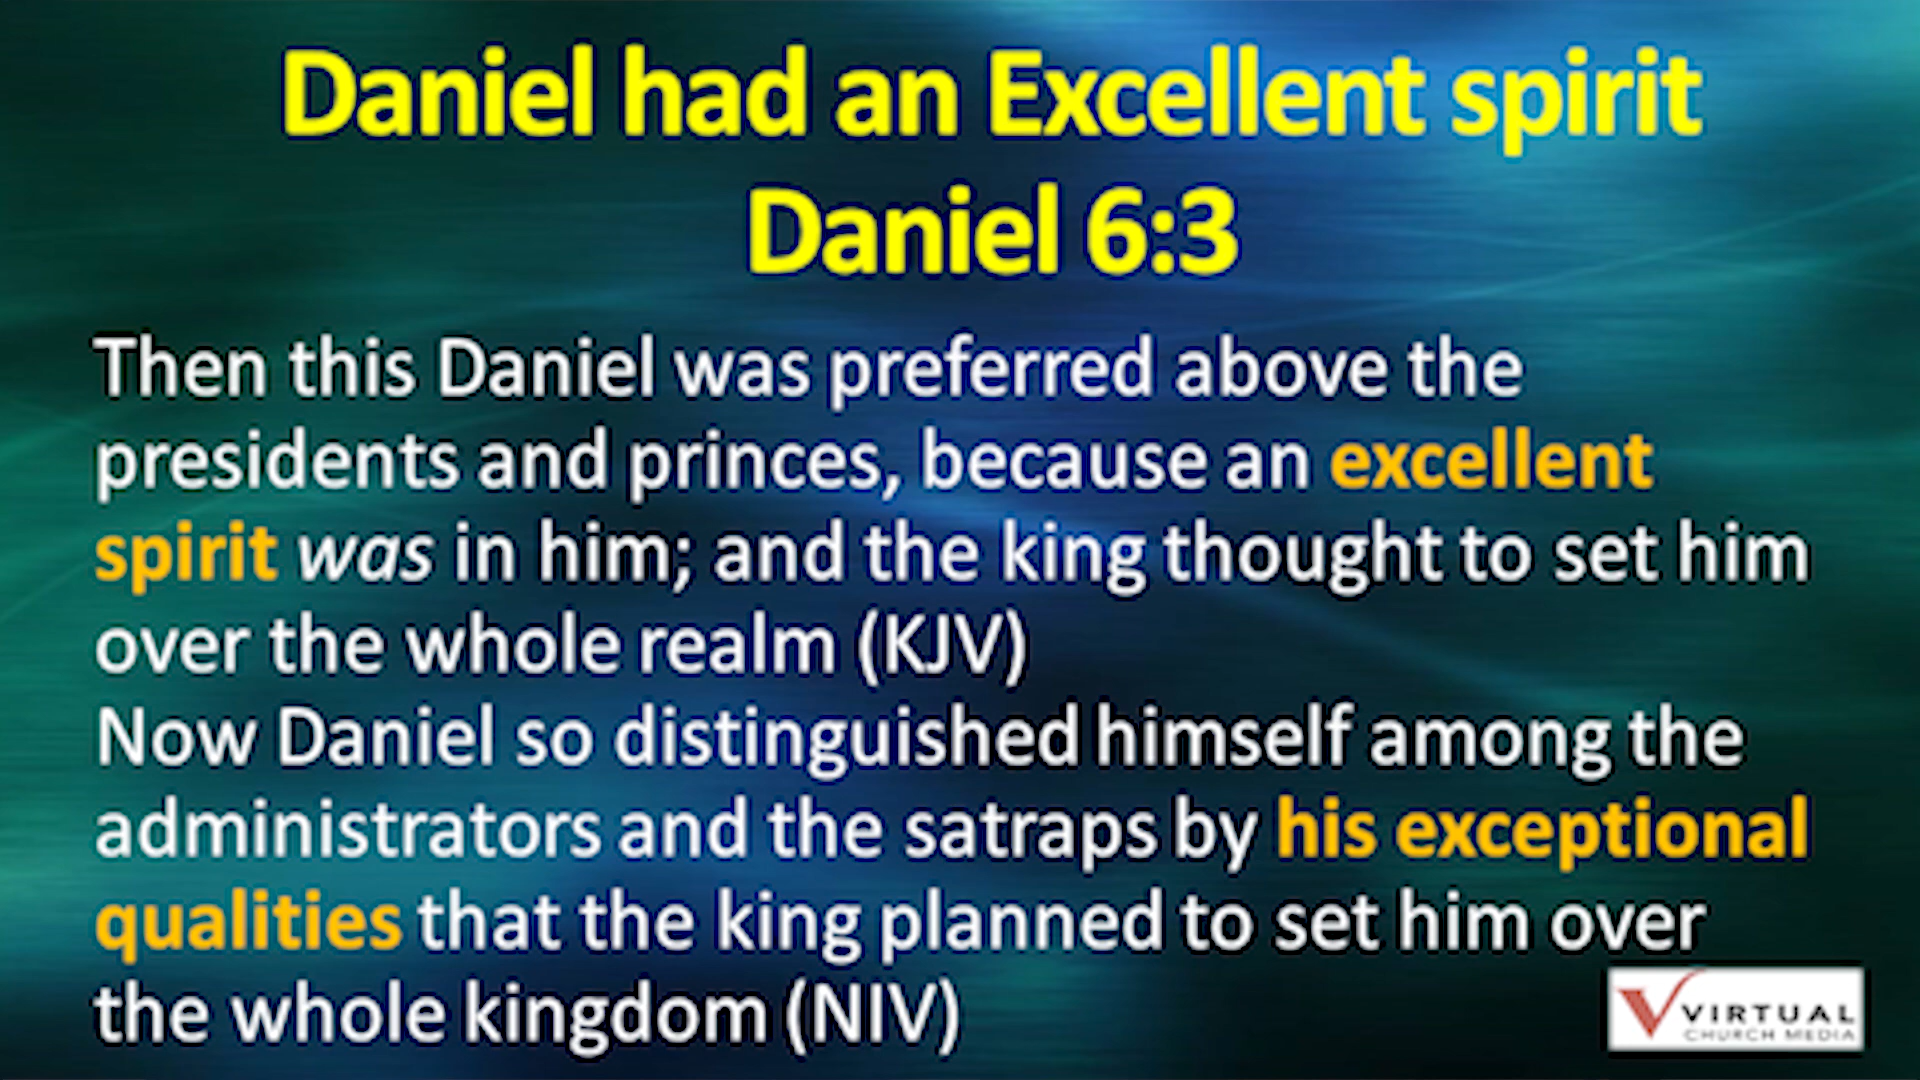 Daniel had an Excellent spirit
Daniel 6:3
Then this Daniel was preferred above the
presidents and princes, because an excellent
spirit was in him; and the king thought to set him
over the whole realm (KJV)
Now Daniel so distinguished himself among the
administrators and the satraps by his exceptional
qualities that the king planned to set him over
the whole kingdom (NIV)
VIRTUAL
CHURCH MEDIA